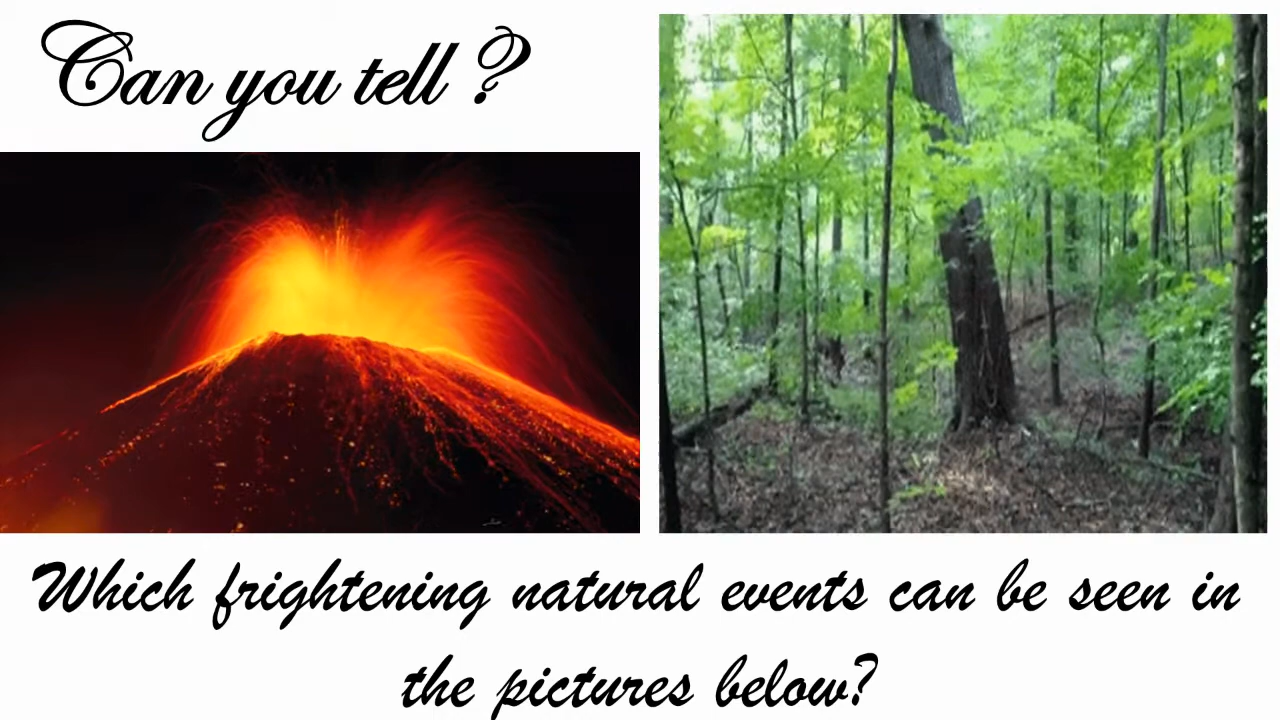 Can you tell ?
Which frightening natural events can be seen in
the pictures below?